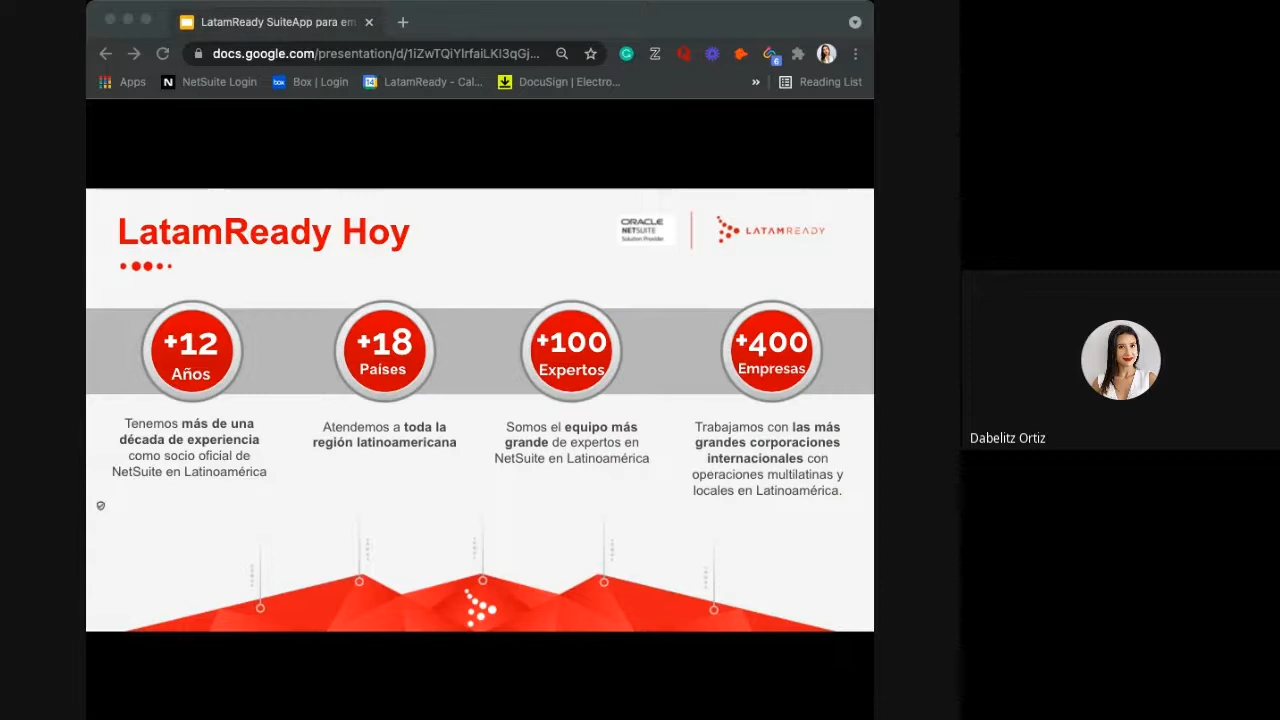 LatamReady SuiteApp para em
docs.google.com/presentation/d/1iZwTQiYlrfaiLKI3qGj...
Apps
NetSuite Login
box
Box | Login
14
LatamReady - Cal...
DocuSign | Electro...
»
Reading List
6
LatamReady Hoy
ORACLE
NETSUITE
Solution Provider
LATAMREADY
+12
Años
+18
Países
+100
Expertos
+400
Empresas
Tenemos más de una
década de experiencia
como socio oficial de
NetSuite en Latinoamérica
Atendemos a toda la
región latinoamericana
Somos el equipo más
grande de expertos en
NetSuite en Latinoamérica
Trabajamos con las más
grandes corporaciones
internacionales con
operaciones multilatinas y
locales en Latinoamérica.
Dabelitz Ortiz